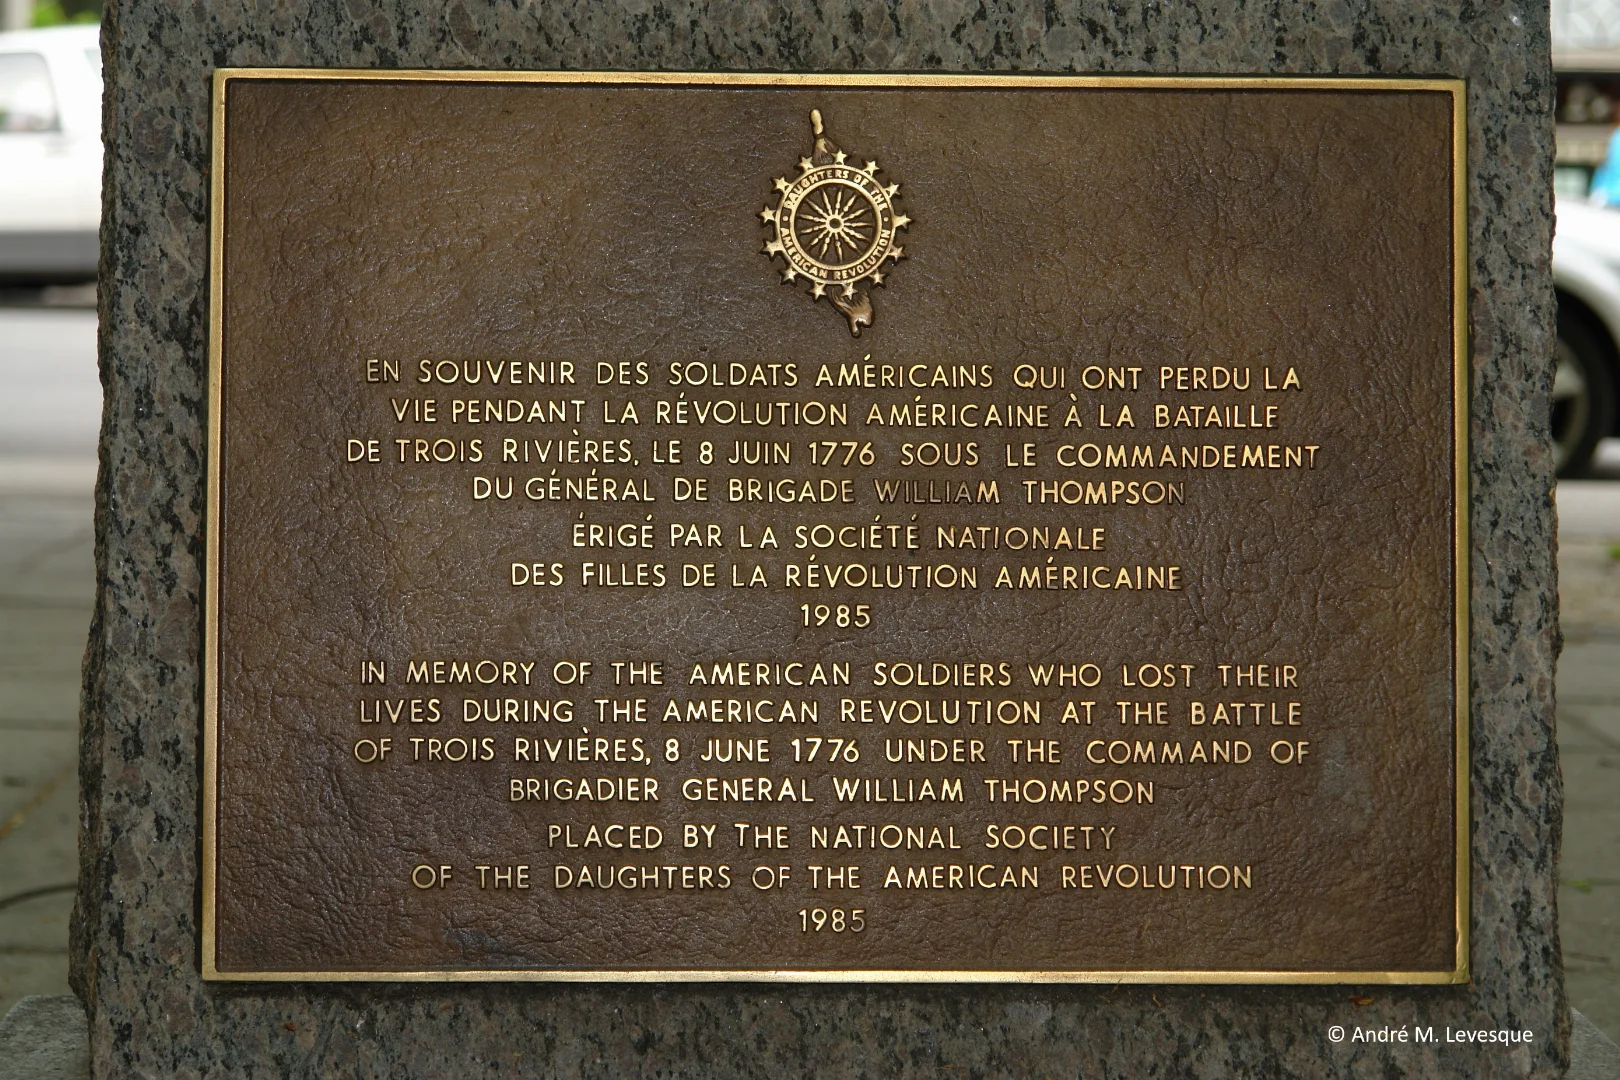 DAUGHTERS OF THE
AMERICAN REVOLUTION
EN SOUVENIR DES SOLDATS AMÉRICAINS QUI ONT PERDU LA
VIE PENDANT LA RÉVOLUTION AMÉRICAINE À LA BATAILLE
DE TROIS RIVIÈRES, LE 8 JUIN 1776 SOUS LE COMMANDEMENT
DU GÉNÉRAL DE BRIGADE WILLIAM THOMPSON
ÉRIGÉ PAR LA SOCIÉTÉ NATIONALE
DES FILLES DE LA RÉVOLUTION AMÉRICAINE
1985
IN MEMORY OF THE AMERICAN SOLDIERS WHO LOST THEIR
LIVES DURING THE AMERICAN REVOLUTION AT THE BATTLE
OF TROIS RIVIÈRES, 8 JUNE 1776 UNDER THE COMMAND OF
BRIGADIER GENERAL WILLIAM THOMPSON
PLACED BY THE NATIONAL SOCIETY
OF THE DAUGHTERS OF THE AMERICAN REVOLUTION
1985
© André M. Levesque